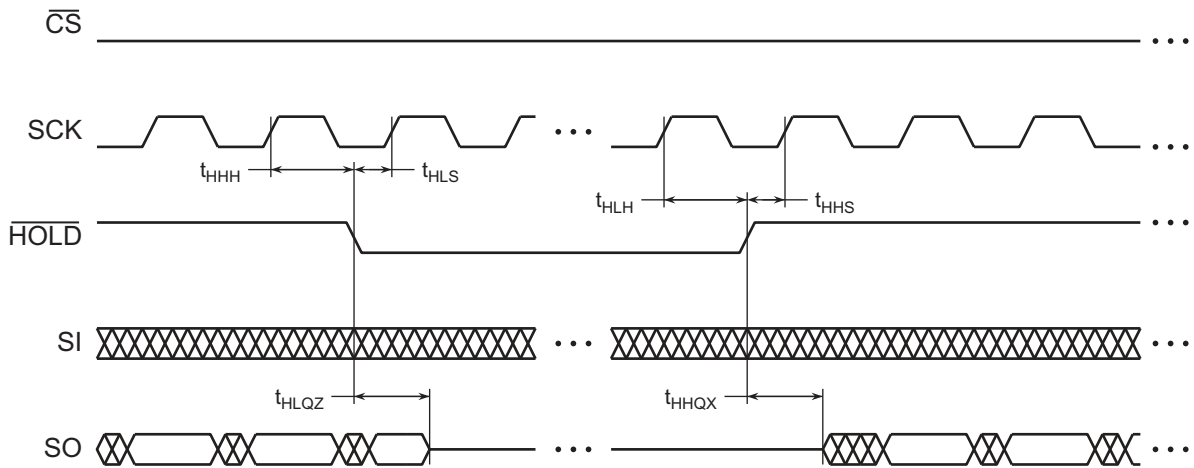 CS
SCK
tHHH
tHLS
tHLH
tHHS
HOLD
SI
tHLQZ
tHHQX
SO